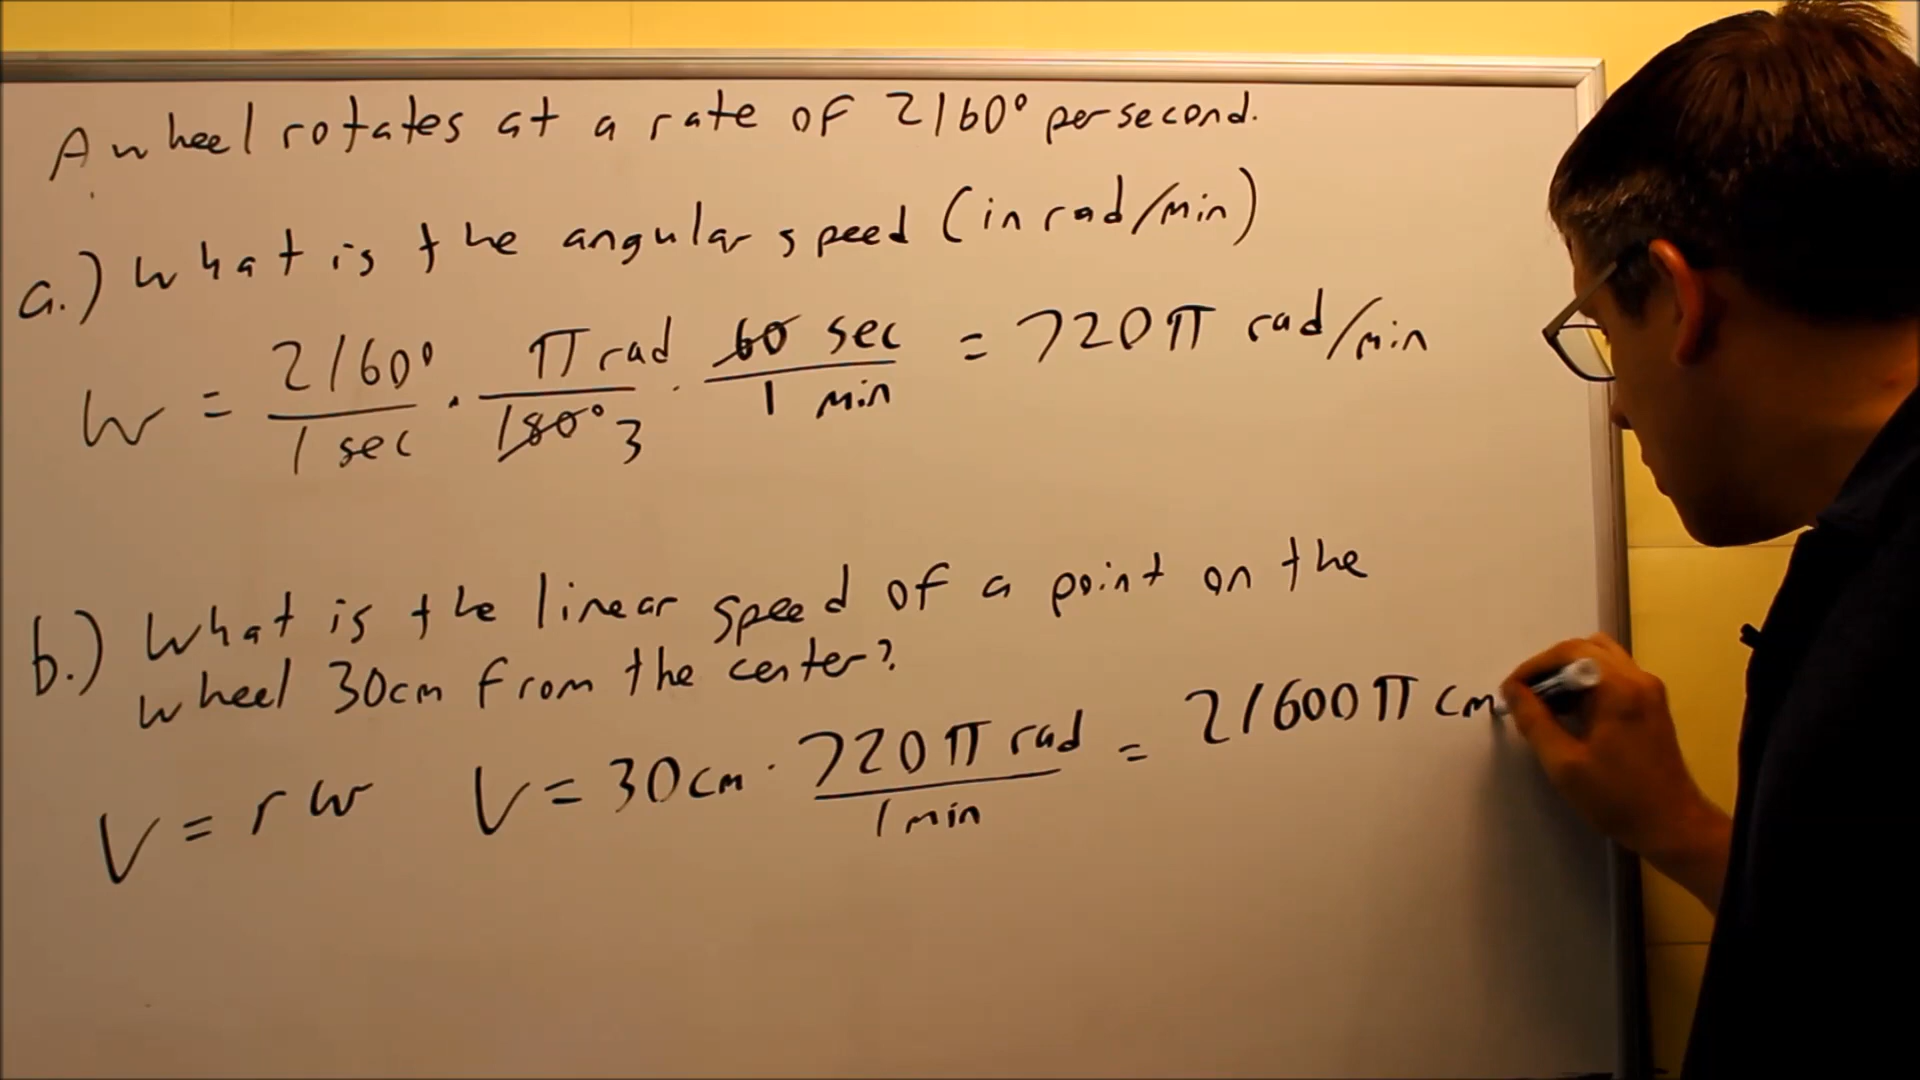 A wheel rotates at a rate of 2160° per second.
a.) What is the angular speed (in rad/min)
w = 2160°/1 sec · π rad/180° 3 · 60 sec/1 min = 720π rad/min
b.) What is the linear speed of a point on the
wheel 30cm from the center?
V = rw V = 30cm · 720π rad/1 min = 21600π cm